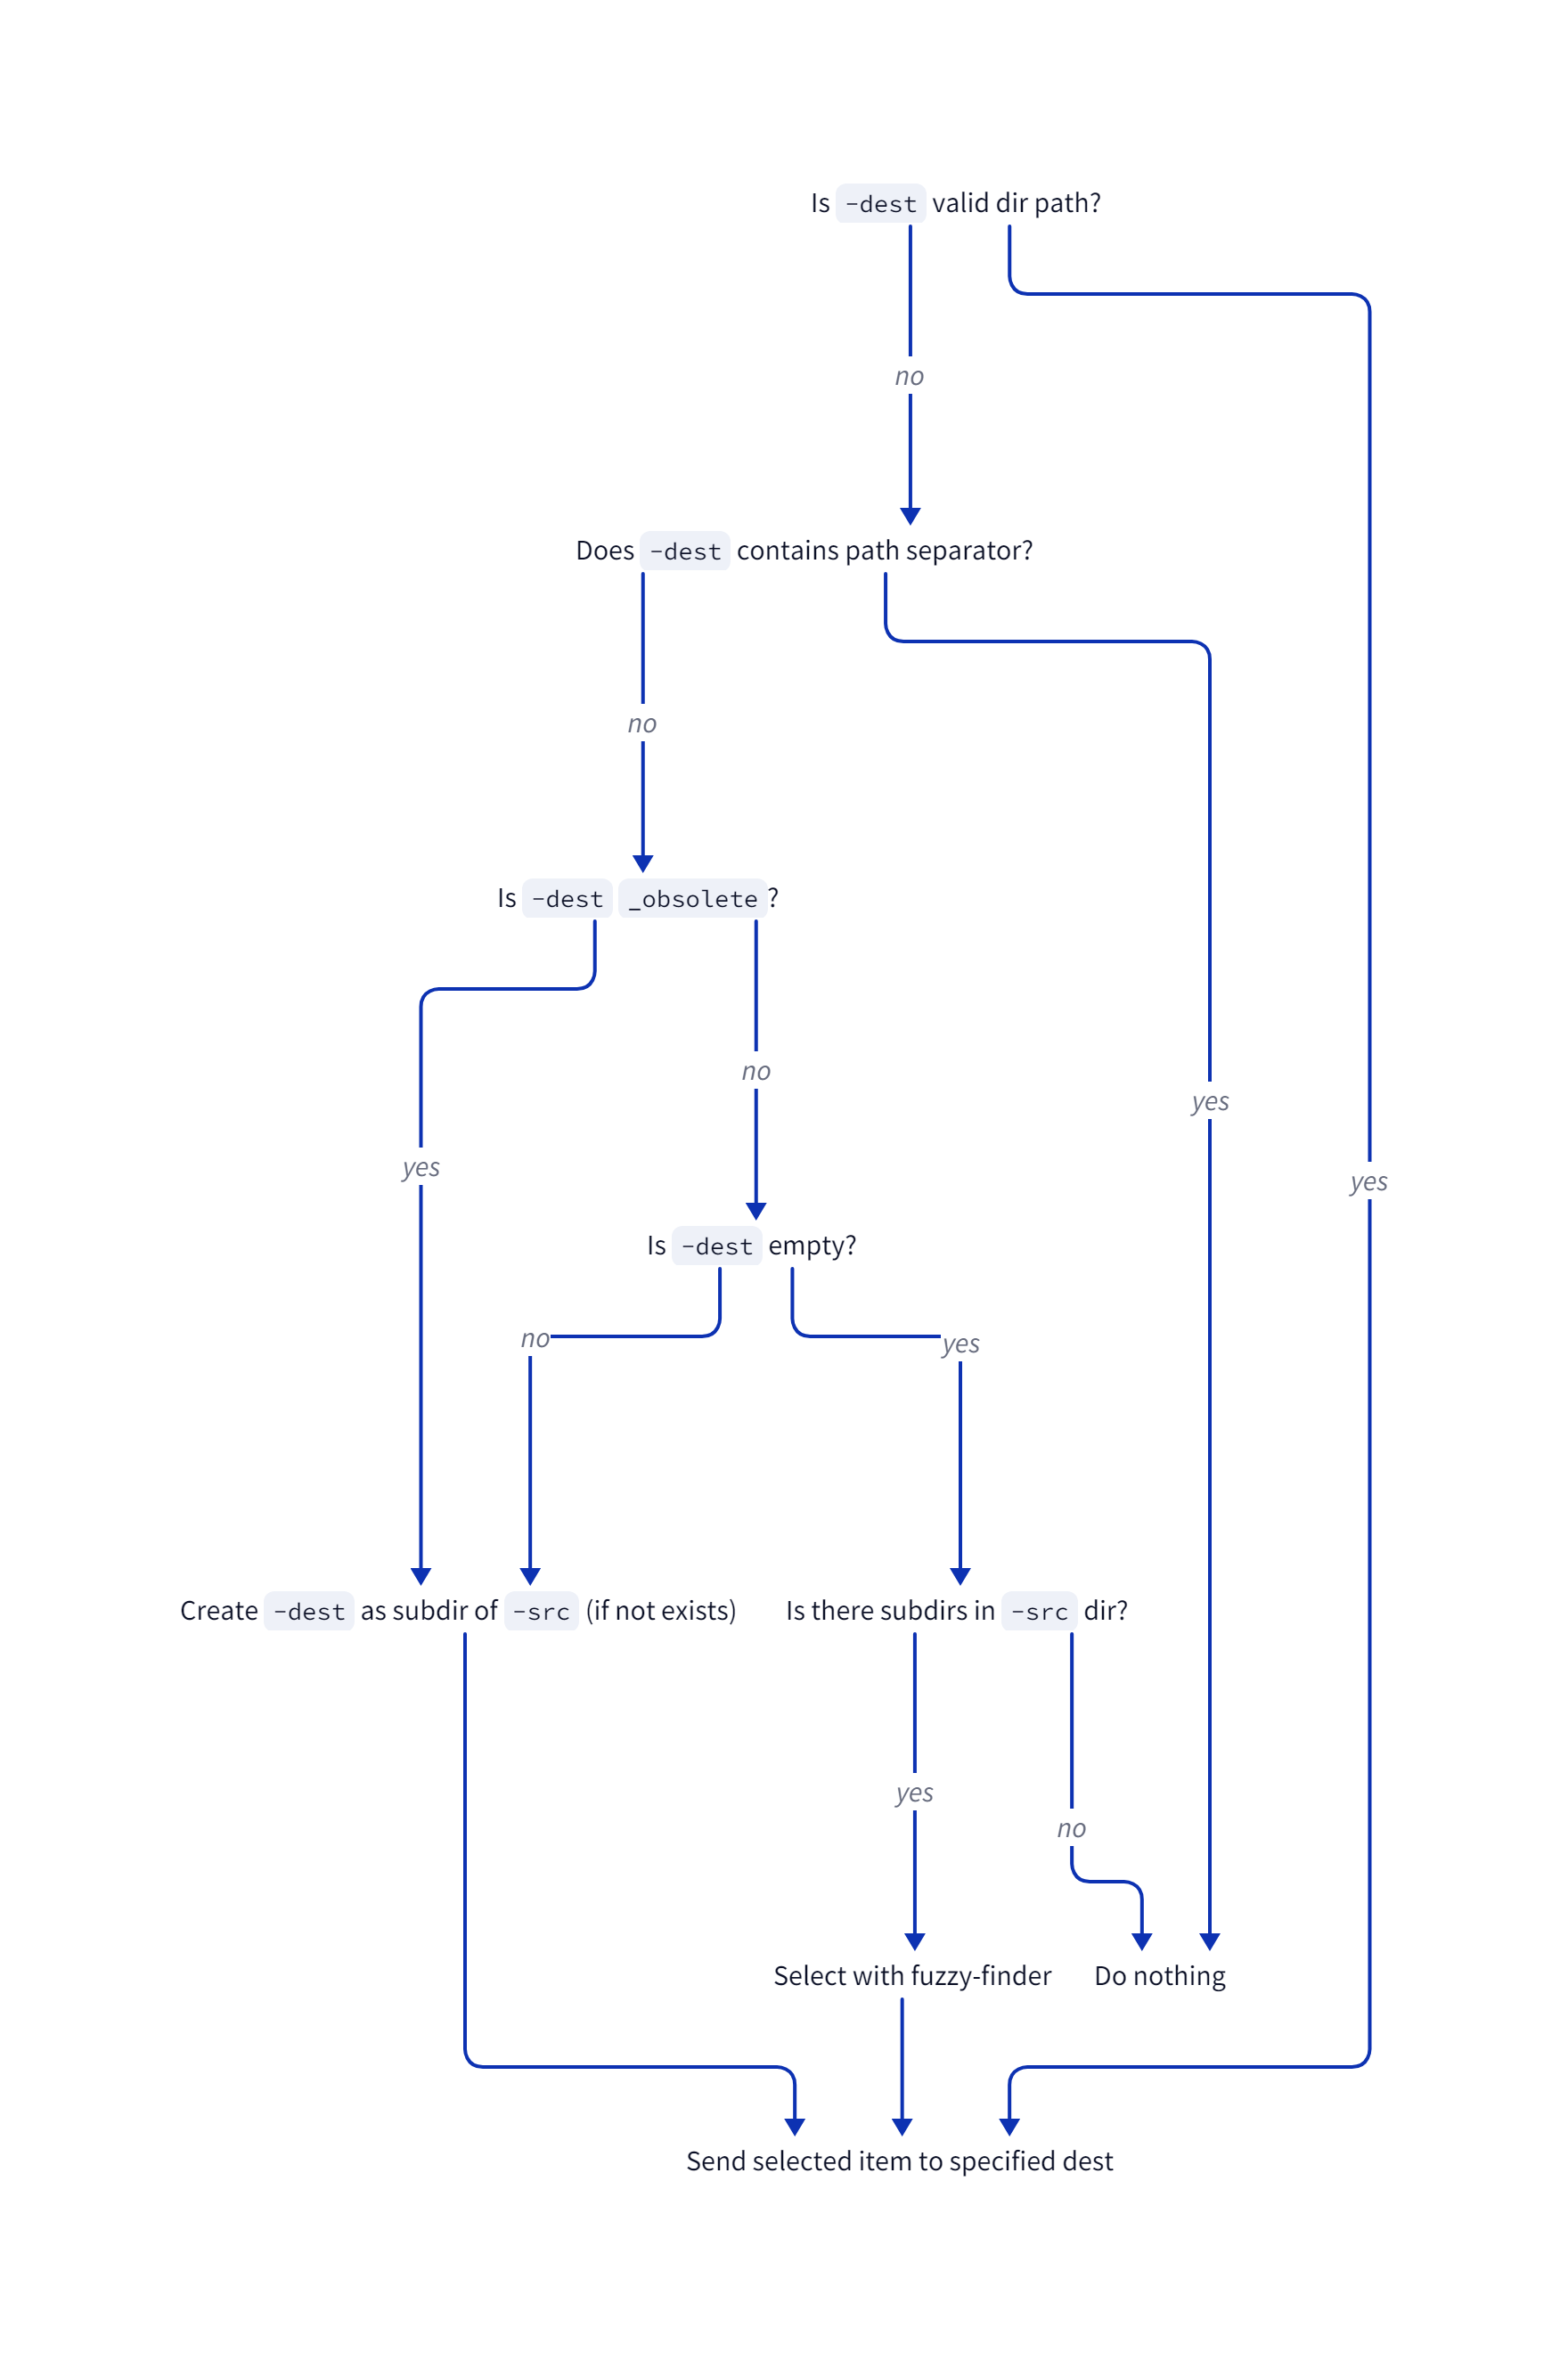 Is -dest valid dir path?
no
Does -dest contains path separator?
no
Is -dest _obsolete?
no
yes
yes
yes
Is -dest empty?
no
yes
Create -dest as subdir of -src (if not exists)
Is there subdirs in -src dir?
yes
no
Select with fuzzy-finder
Do nothing
Send selected item to specified dest